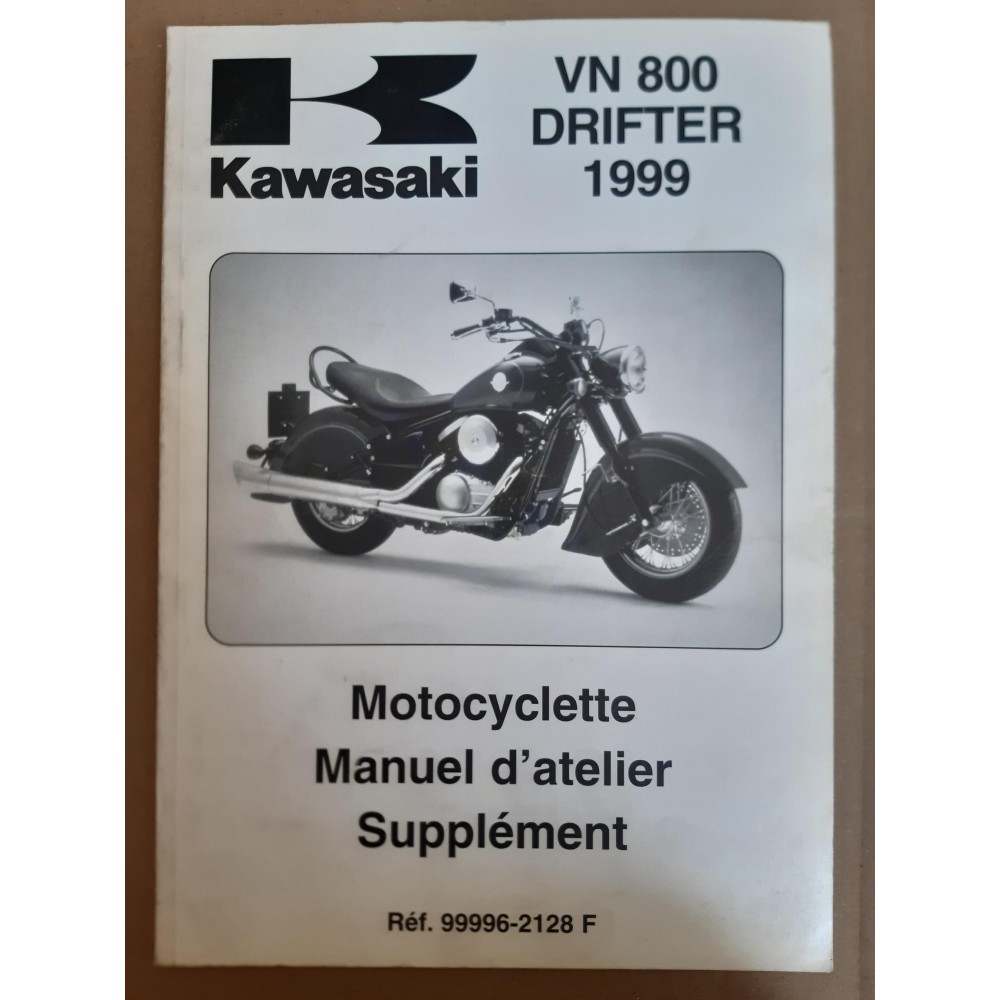 Kawasaki
VN 800
DRIFTER
1999
Motocyclette
Manuel d'atelier
Supplément
Réf. 99996-2128 F